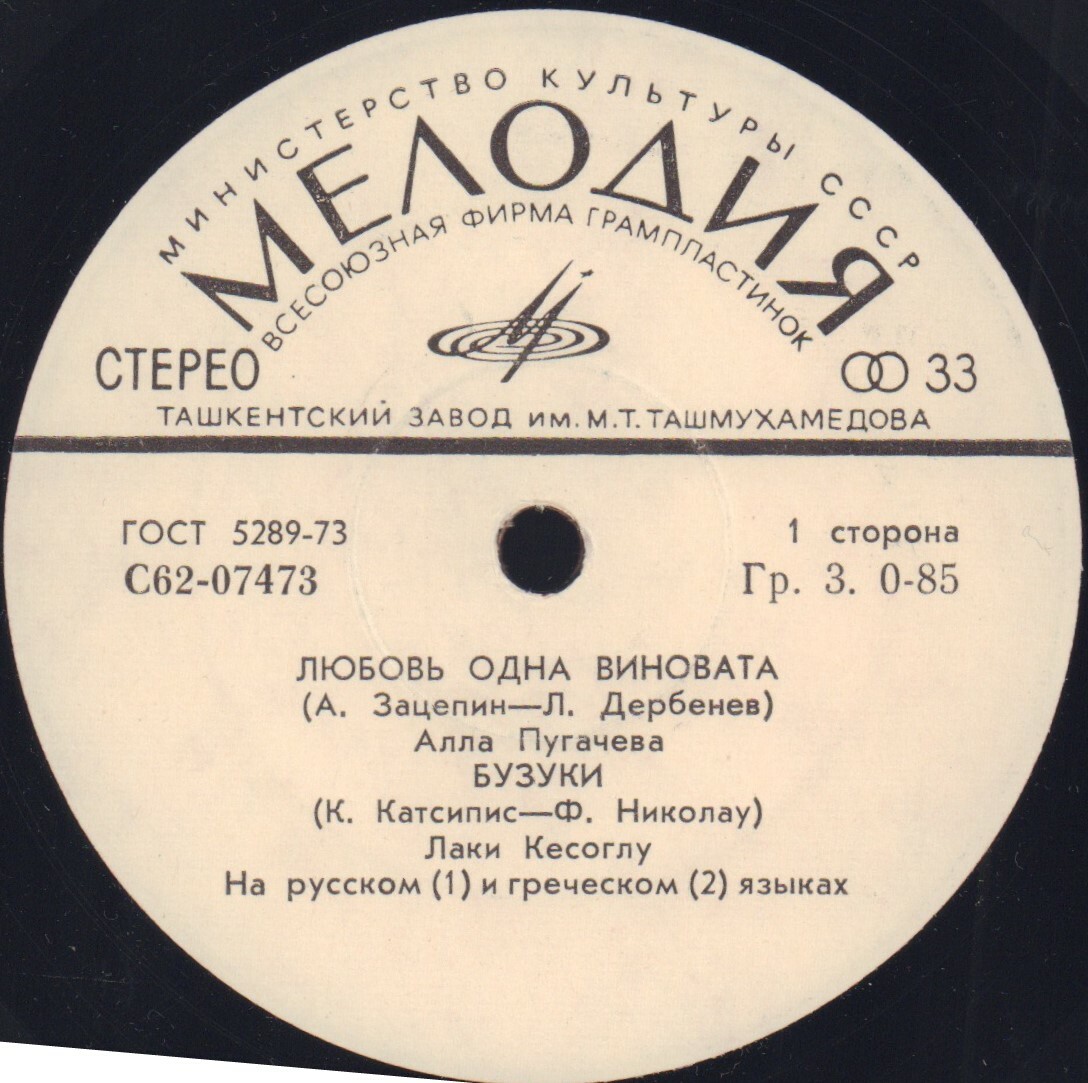 МИНИСТЕРСТВО КУЛЬТУРЫ СССР
МЕЛОДИЯ
ВСЕСОЮЗНАЯ ФИРМА ГРАМПЛАСТИНОК
СТЕРЕО
33
ТАШКЕНТСКИЙ ЗАВОД им. М.Т. ТАШМУХАМЕДОВА
ГОСТ 5289-73
1 сторона
С62-07473
Гр. 3. 0-85
ЛЮБОВЬ ОДНА ВИНОВАТА
(А. Зацепин—Л. Дербенев)
Алла Пугачева
БУЗУКИ
(К. Катсипис—Ф. Николау)
Лаки Кесоглу
На русском (1) и греческом (2) языках